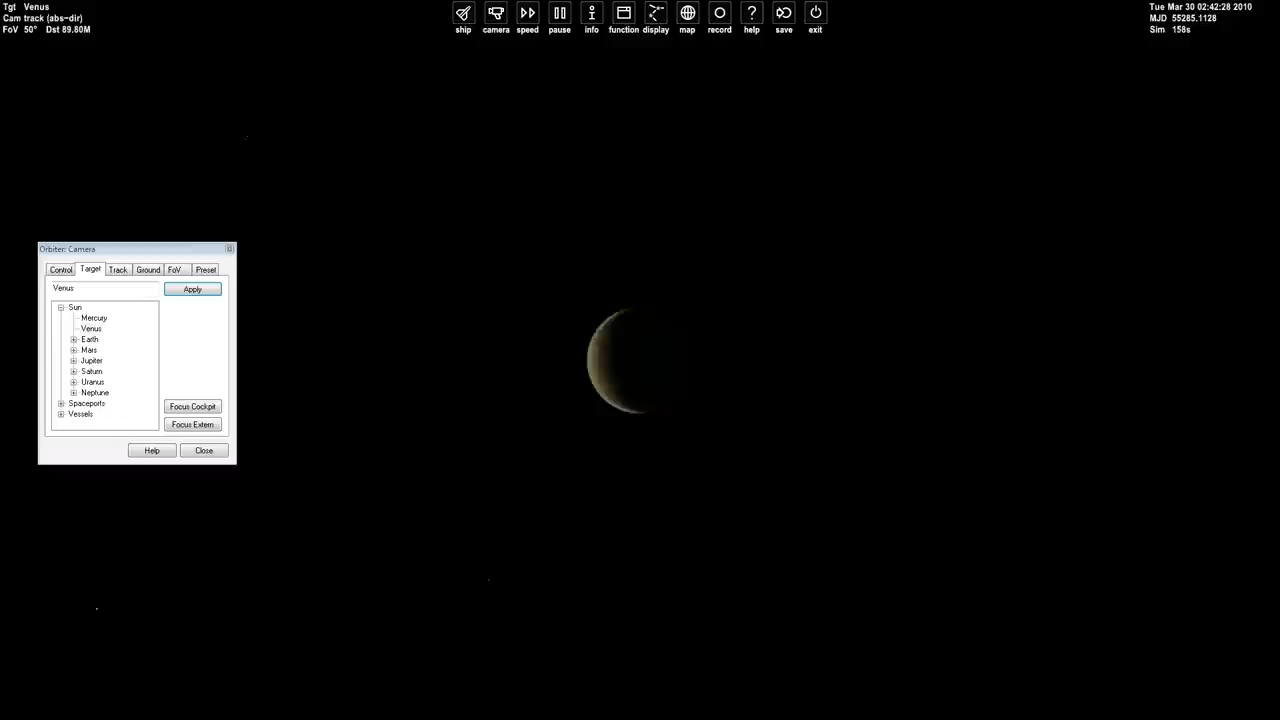 Tgt Venus
Cam track (abs-dir)
FoV 50° Dst 89.80M
ship camera speed pause info function display map record help save exit
Tue Mar 30 02:42:28 2010
MJD 55285.1128
Sim 158s
Orbiter: Camera
Control Target Track Ground FoV Preset
Venus
Apply
Sun
Mercury
Venus
Earth
Mars
Jupiter
Saturn
Uranus
Neptune
Spaceports
Vessels
Focus Cockpit
Focus Extern
Help Close